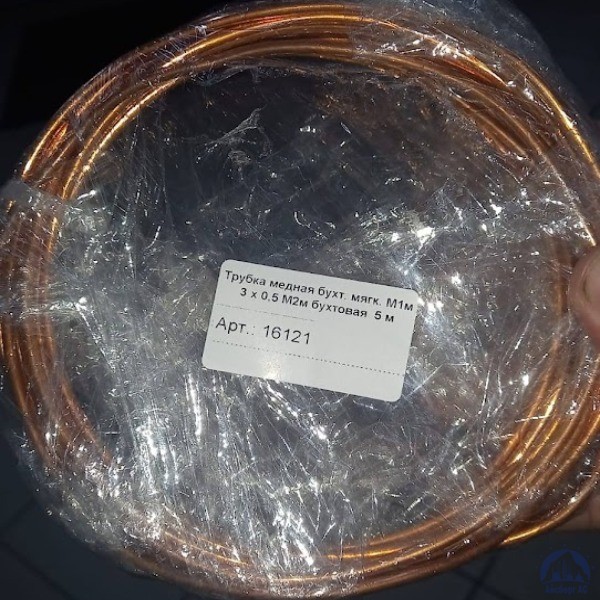 Трубка медная бухт. мягк. М1м
3 x 0.5 М2м бухтовая 5 м
Арт.: 16121